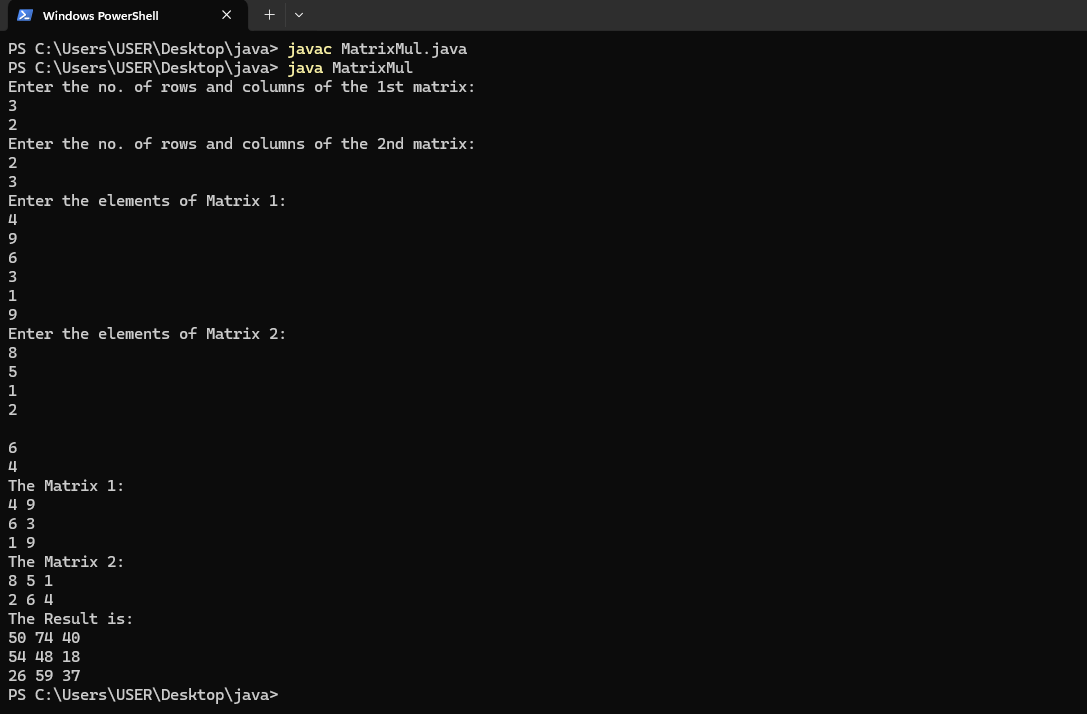 Windows PowerShell
PS C:\Users\USER\Desktop\java> javac MatrixMul.java
PS C:\Users\USER\Desktop\java> java MatrixMul
Enter the no. of rows and columns of the 1st matrix:
3
2
Enter the no. of rows and columns of the 2nd matrix:
2
3
Enter the elements of Matrix 1:
4
9
6
3
1
9
Enter the elements of Matrix 2:
8
5
1
2

6
4
The Matrix 1:
4 9
6 3
1 9
The Matrix 2:
8 5 1
2 6 4
The Result is:
50 74 40
54 48 18
26 59 37
PS C:\Users\USER\Desktop\java>